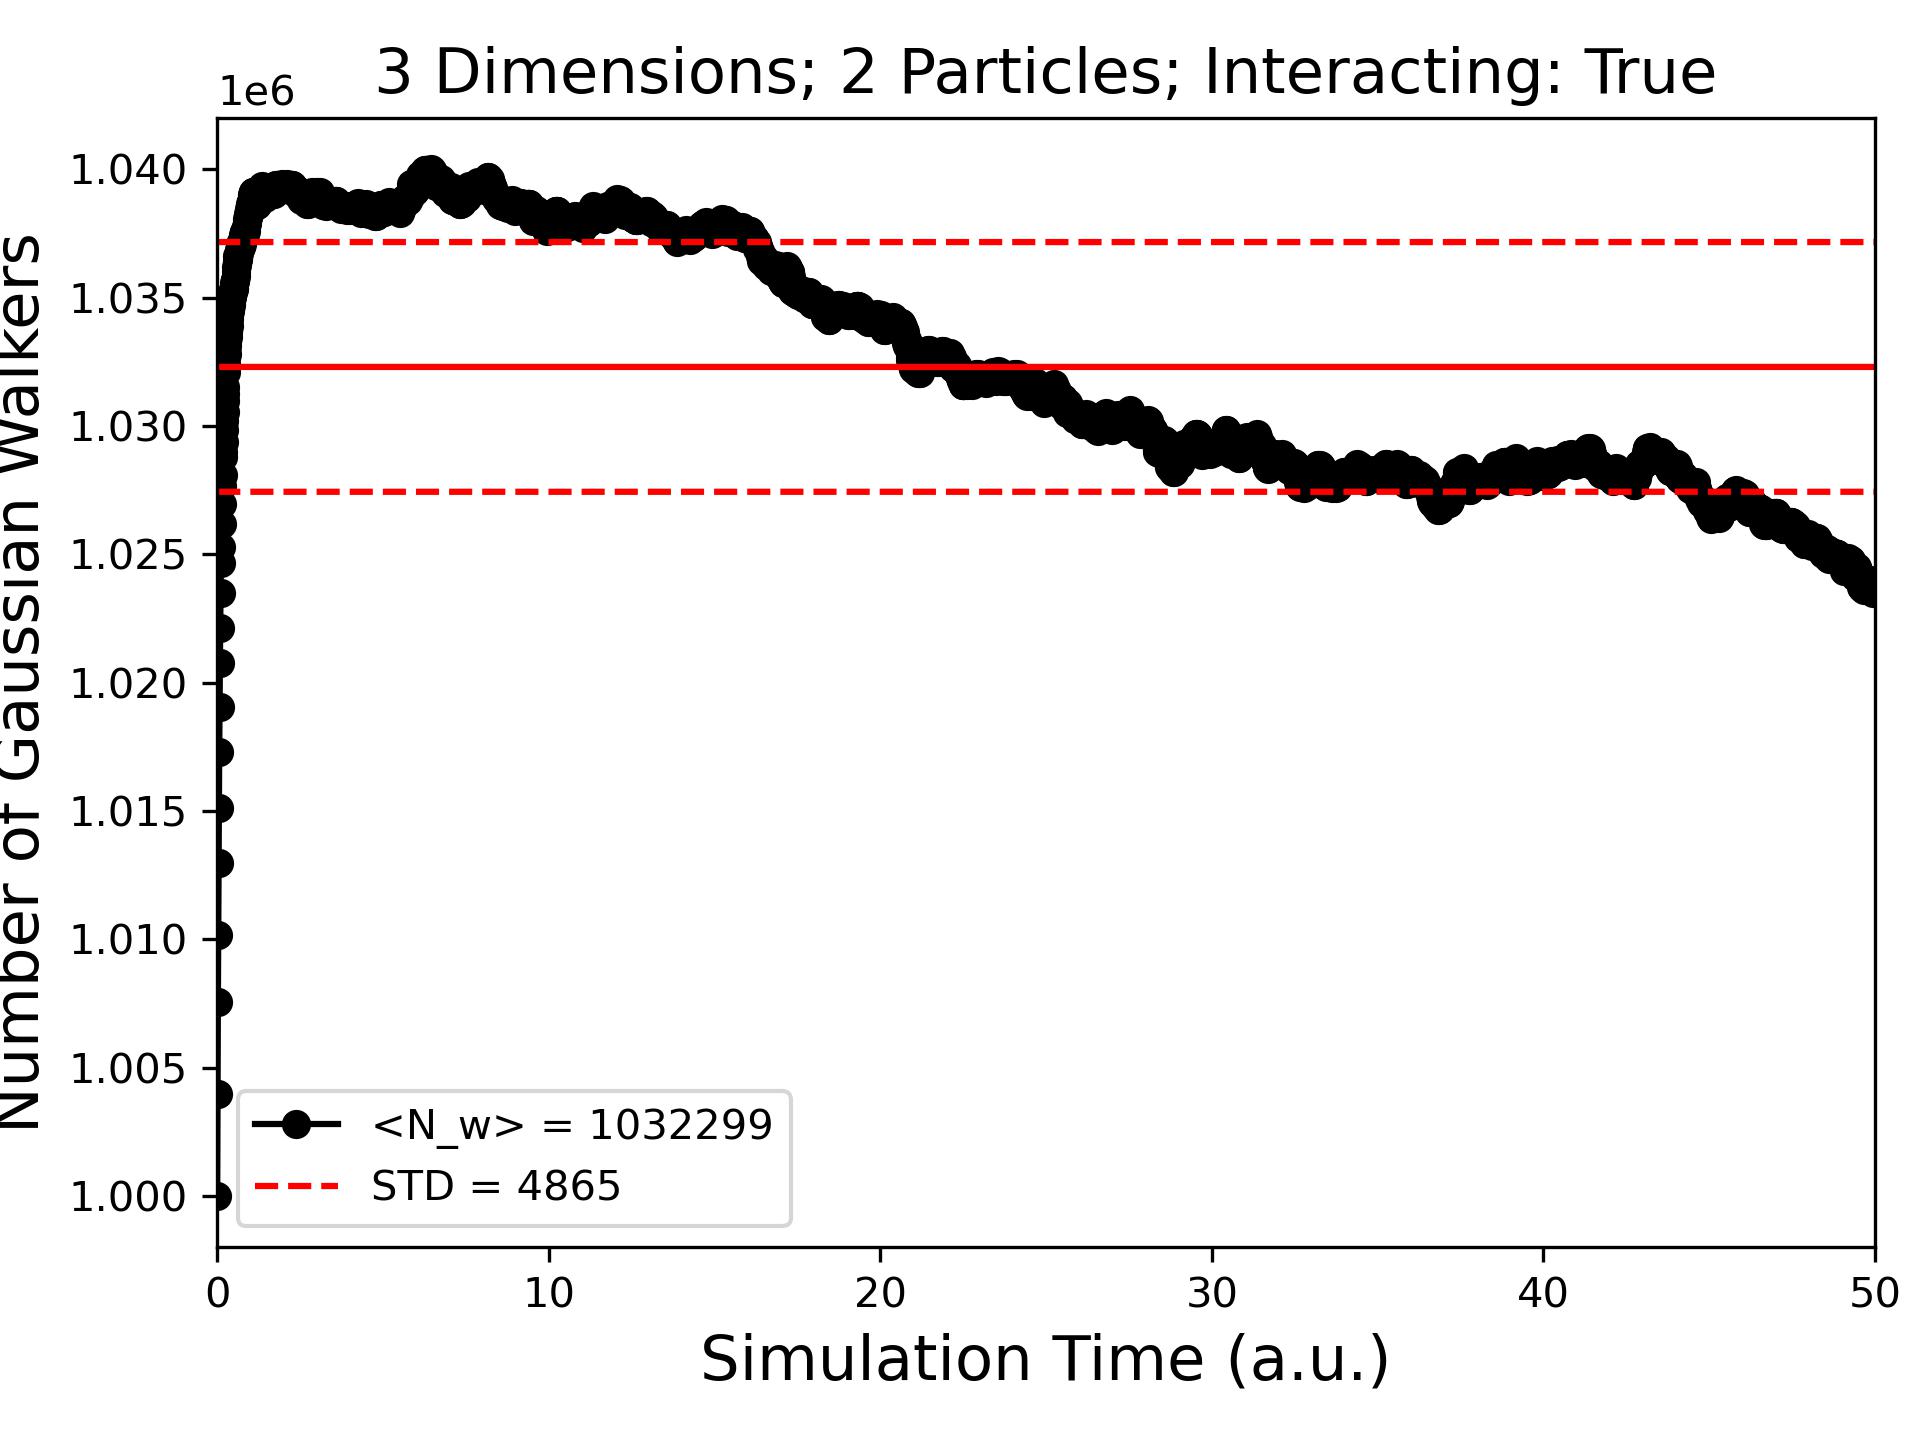 3 Dimensions; 2 Particles; Interacting: True
1e6
Number of Gaussian Walkers
1.040
1.035
1.030
1.025
1.020
1.015
1.010
1.005
1.000
<N_w> = 1032299
STD = 4865
0 10 20 30 40 50
Simulation Time (a.u.)